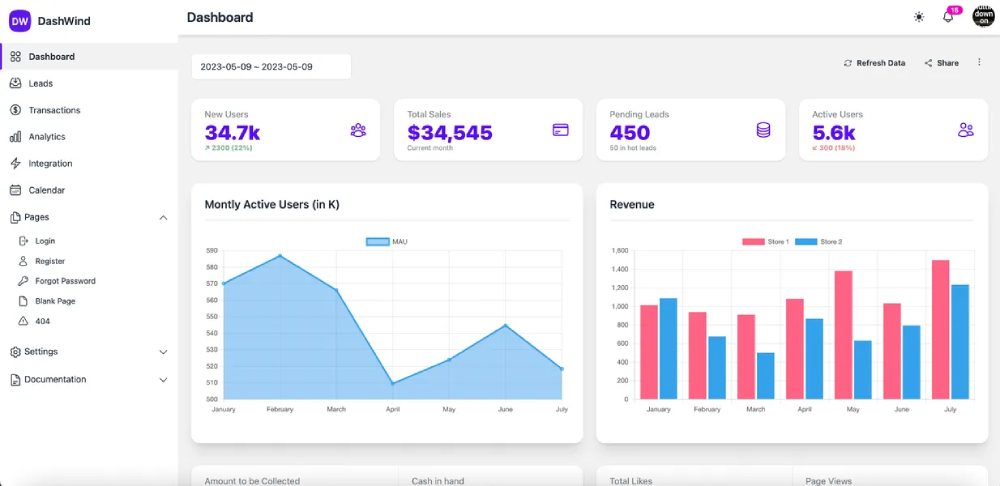 DW DashWind
Dashboard
Leads
Transactions
Analytics
Integration
Calendar
Pages
Login
Register
Forgot Password
Blank Page
404
Settings
Documentation
Dashboard
15
down
on
2023-05-09 ~ 2023-05-09
Refresh Data
Share
New Users
34.7k
↗ 2300 (22%)
Total Sales
$34,545
Current month
Pending Leads
450
50 in hot leads
Active Users
5.6k
↙ 300 (18%)
Montly Active Users (in K)
MAU
590
580
570
560
550
540
530
520
510
500
January February March April May June July
Revenue
Store 1 Store 2
1,600
1,400
1,200
1,000
800
600
400
200
0
January February March April May June July
Amount to be Collected
Cash in hand
Total Likes
Page Views